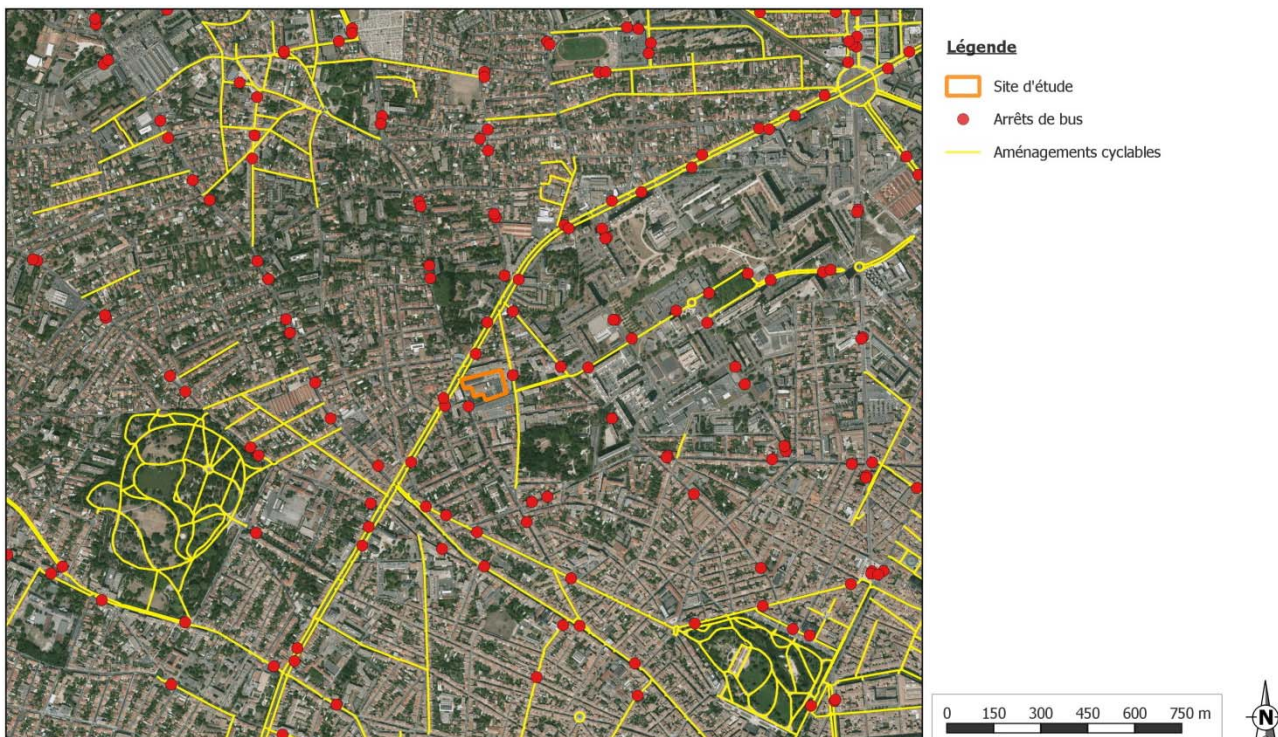 Légende
Site d'étude
Arrêts de bus
Aménagements cyclables
0 150 300 450 600 750 m
N